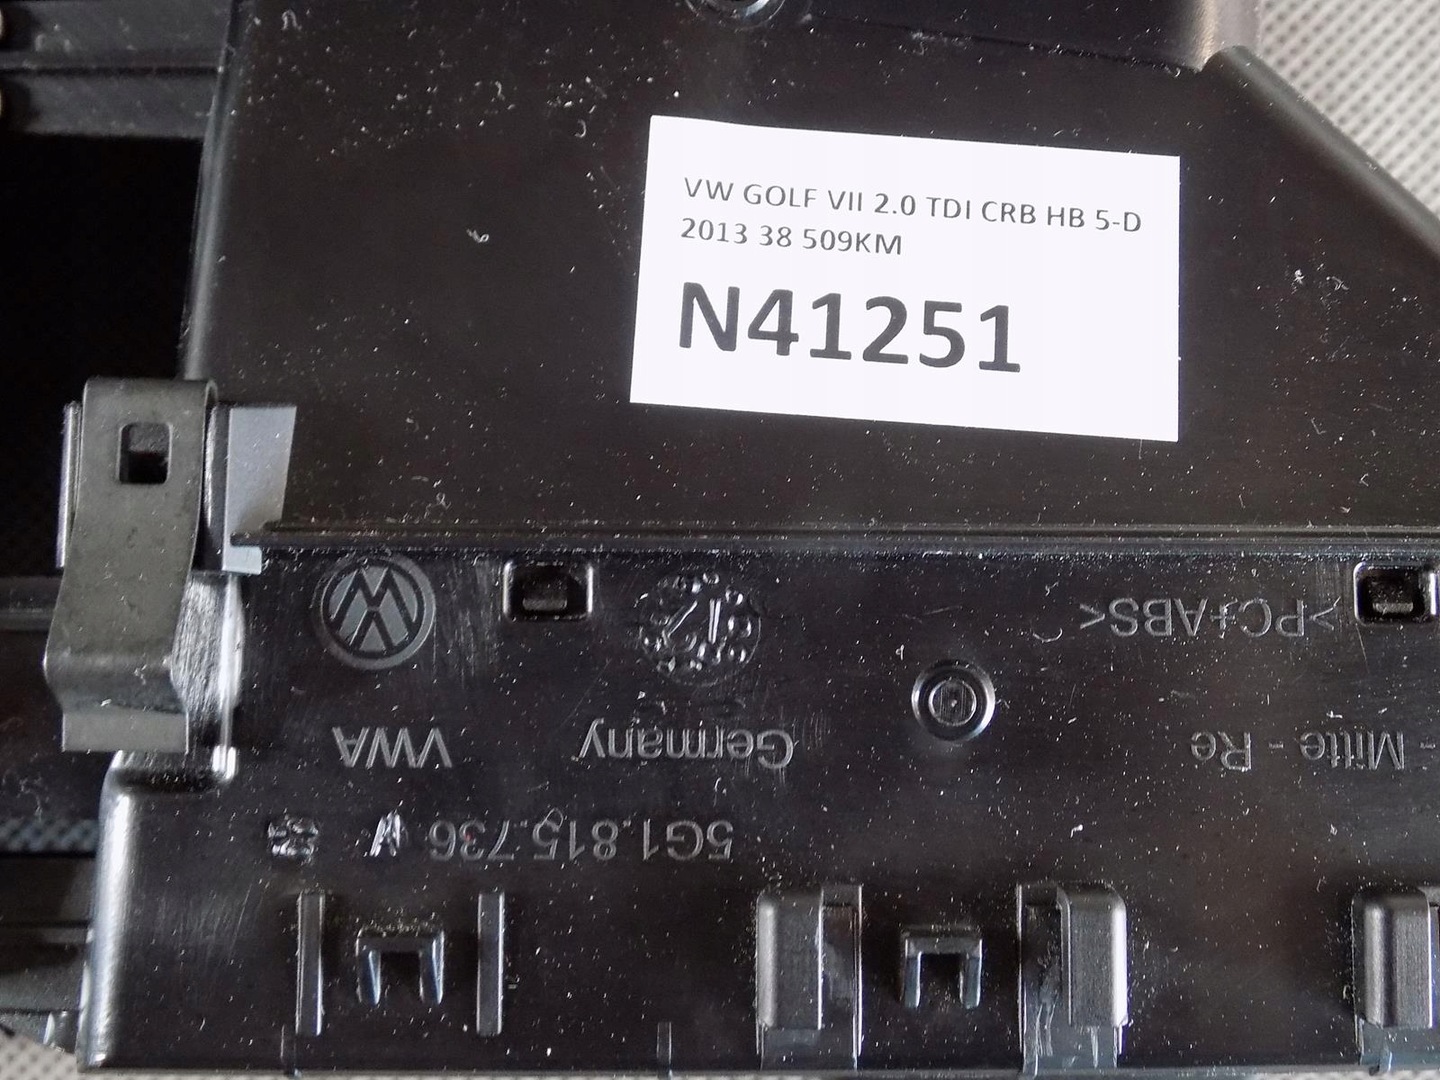 VW GOLF VII 2.0 TDI CRB HB 5-D
2013 38 509KM
N41251
>PC+ABS<
- Mitte - Re
Germany
VWA
5G1.815.736